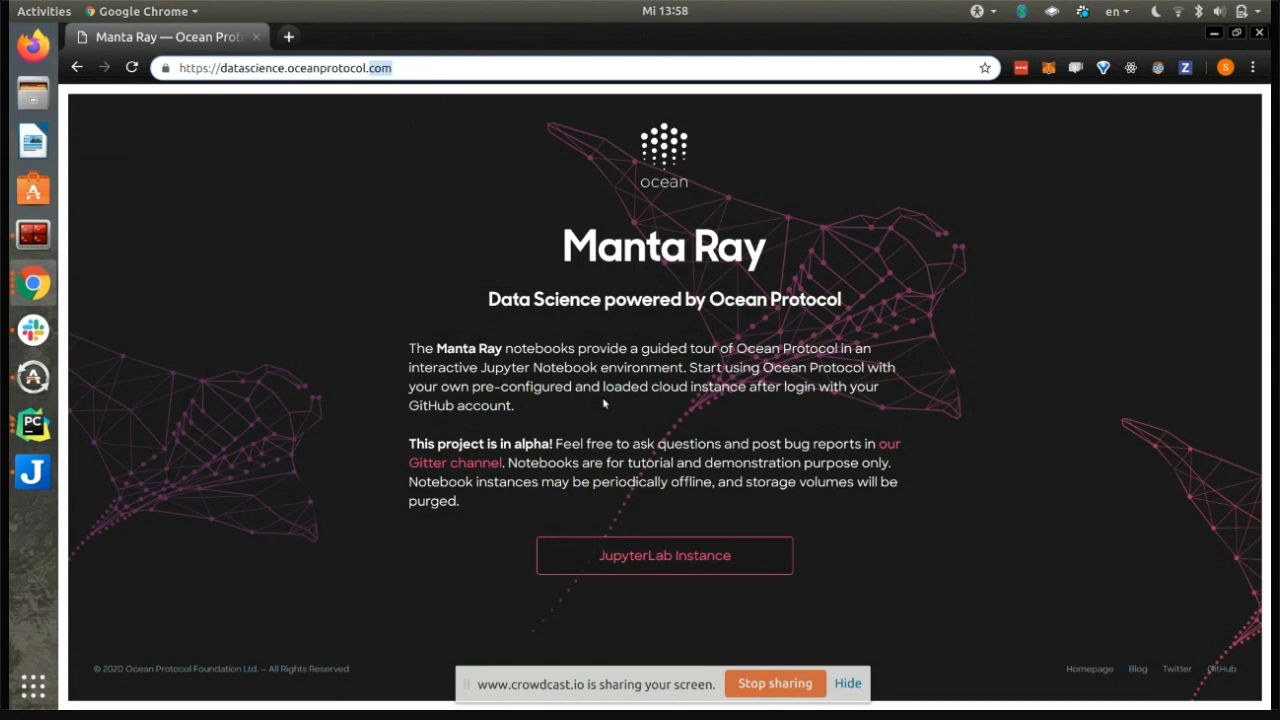 Activities
Google Chrome
Mi 13:58
en
Manta Ray — Ocean Prot
https://datascience.oceanprotocol.com
S
ocean
Manta Ray
Data Science powered by Ocean Protocol
The Manta Ray notebooks provide a guided tour of Ocean Protocol in an
interactive Jupyter Notebook environment. Start using Ocean Protocol with
your own pre-configured and loaded cloud instance after login with your
GitHub account.
This project is in alpha! Feel free to ask questions and post bug reports in our
Gitter channel. Notebooks are for tutorial and demonstration purpose only.
Notebook instances may be periodically offline, and storage volumes will be
purged.
JupyterLab Instance
© 2020 Ocean Protocol Foundation Ltd. — All Rights Reserved
Homepage Blog Twitter GitHub
www.crowdcast.io is sharing your screen. Stop sharing Hide
PC
J
Z
A